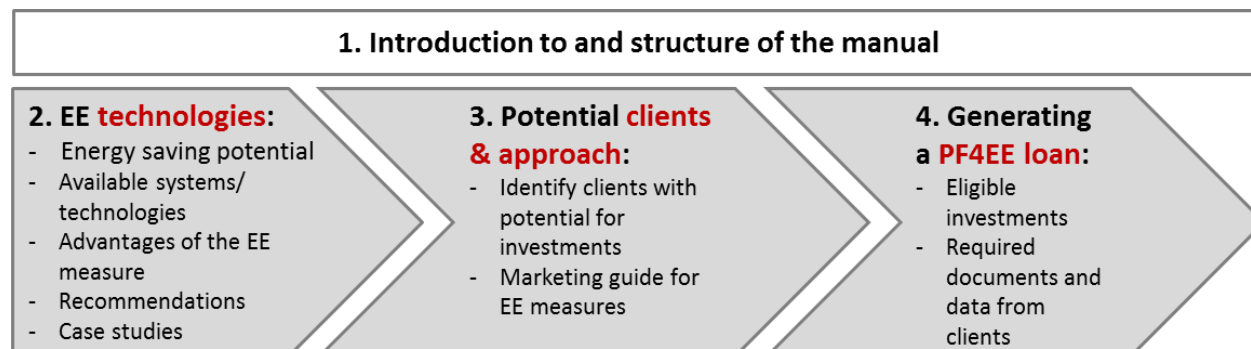 1. Introduction to and structure of the manual
2. EE technologies:
- Energy saving potential
- Available systems/
technologies
- Advantages of the EE
measure
- Recommendations
- Case studies
3. Potential clients
& approach:
- Identify clients with
potential for
investments
- Marketing guide for
EE measures
4. Generating
a PF4EE loan:
- Eligible
investments
- Required
documents and
data from
clients